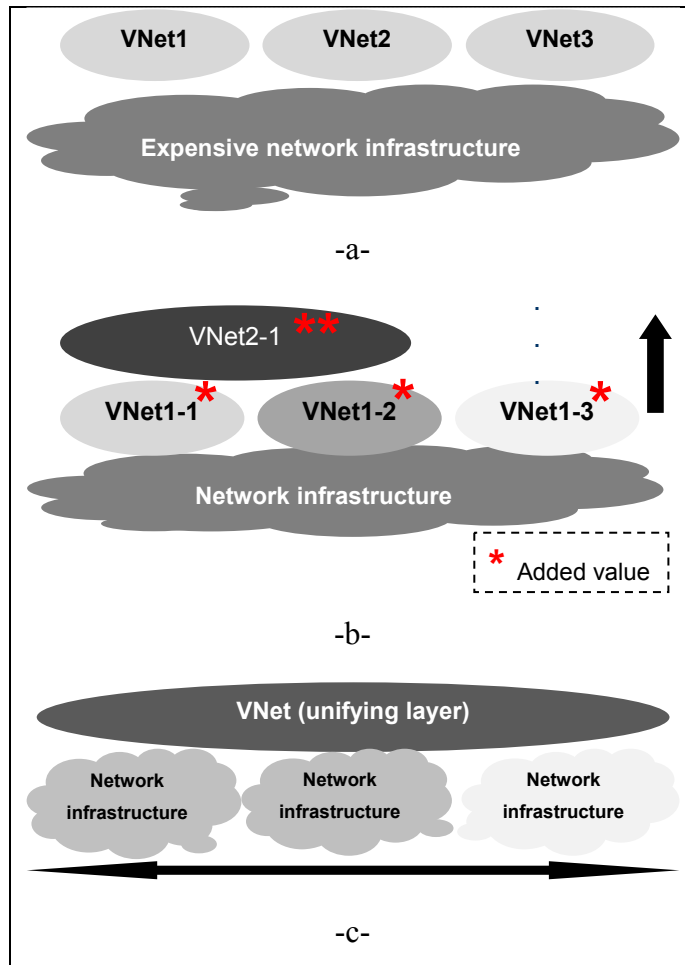 VNet1 VNet2 VNet3
Expensive network infrastructure
-a-
VNet2-1 **
VNet1-1* VNet1-2* VNet1-3*
Network infrastructure
* Added value
-b-
VNet (unifying layer)
Network Network Network
infrastructure infrastructure infrastructure
-c-